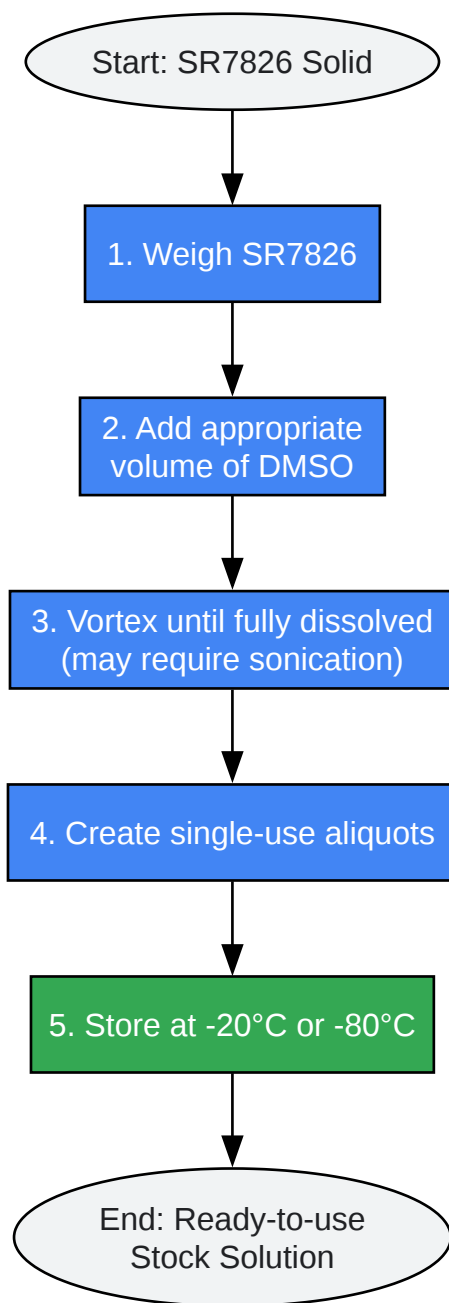 Start: SR7826 Solid
1. Weigh SR7826
2. Add appropriate
volume of DMSO
3. Vortex until fully dissolved
(may require sonication)
4. Create single-use aliquots
5. Store at -20°C or -80°C
End: Ready-to-use
Stock Solution